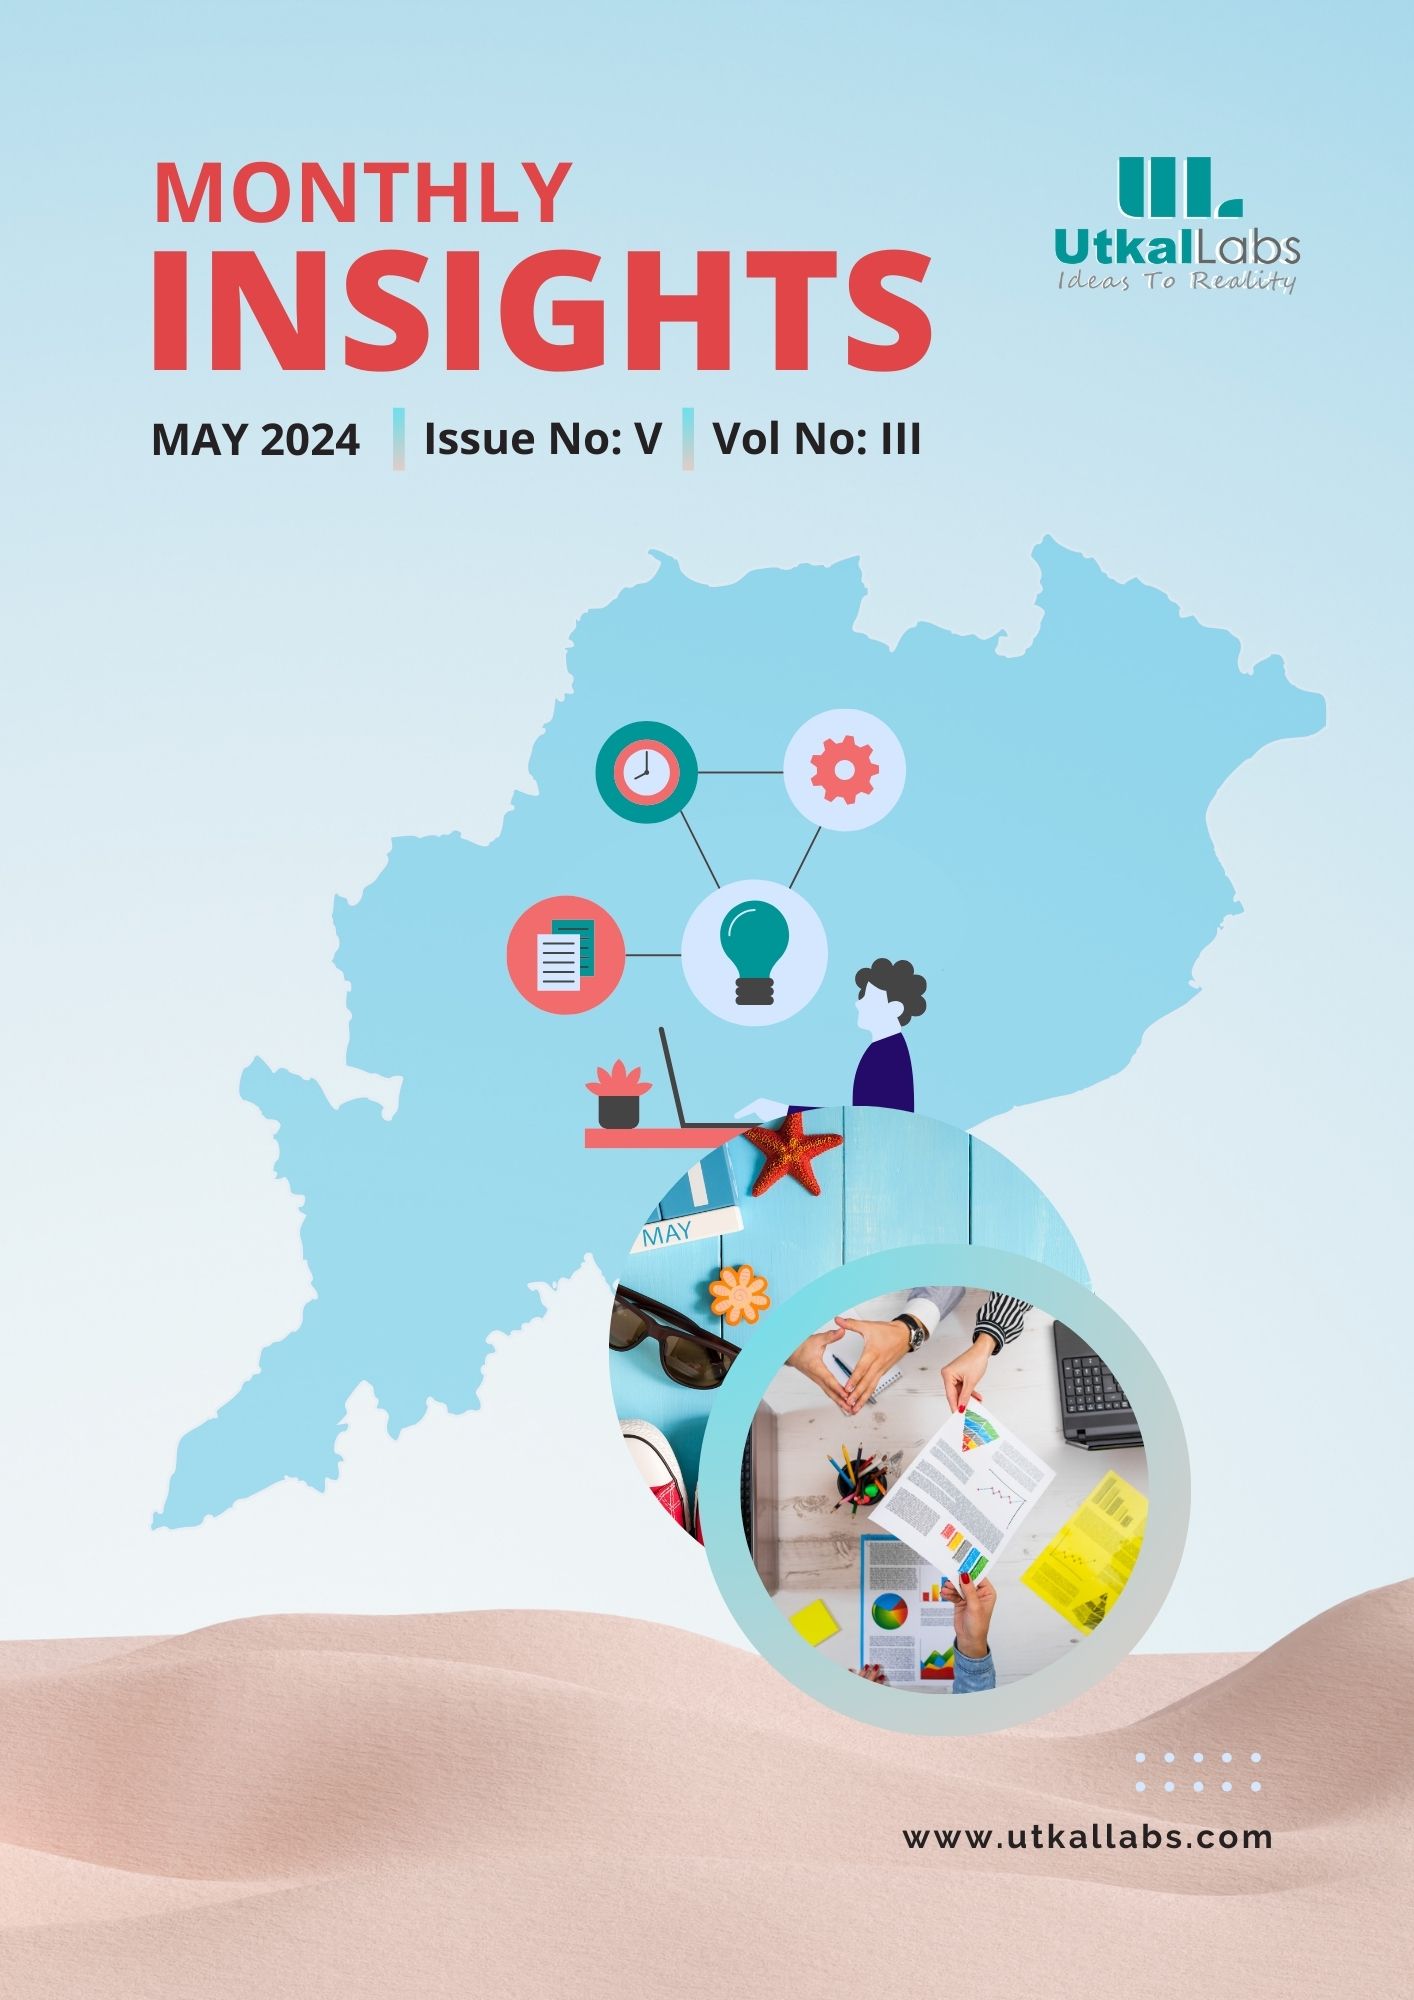 MONTHLY
INSIGHTS
UtkalLabs
Ideas To Reality
MAY 2024 Issue No: V Vol No: III
MAY
www.utkallabs.com